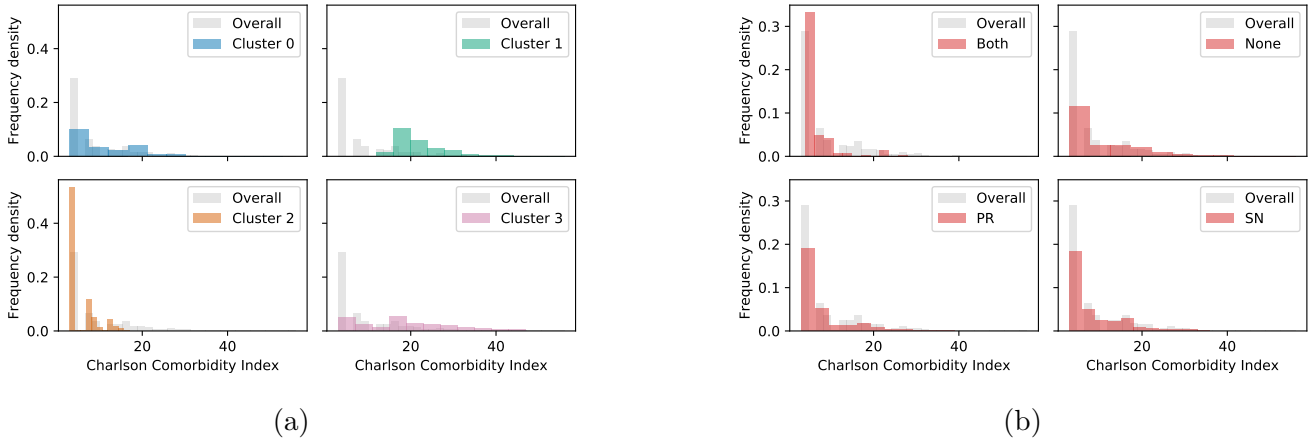 Frequency density
0.4
0.2
0.0
Overall
Cluster 0
Overall
Cluster 1
Frequency density
0.4
0.2
0.0
Overall
Cluster 2
Overall
Cluster 3
20
40
20
40
Charlson Comorbidity Index
Charlson Comorbidity Index
(a)
Frequency density
0.3
0.2
0.1
0.0
Overall
Both
Overall
None
Frequency density
0.3
0.2
0.1
0.0
Overall
PR
Overall
SN
20
40
20
40
Charlson Comorbidity Index
Charlson Comorbidity Index
(b)